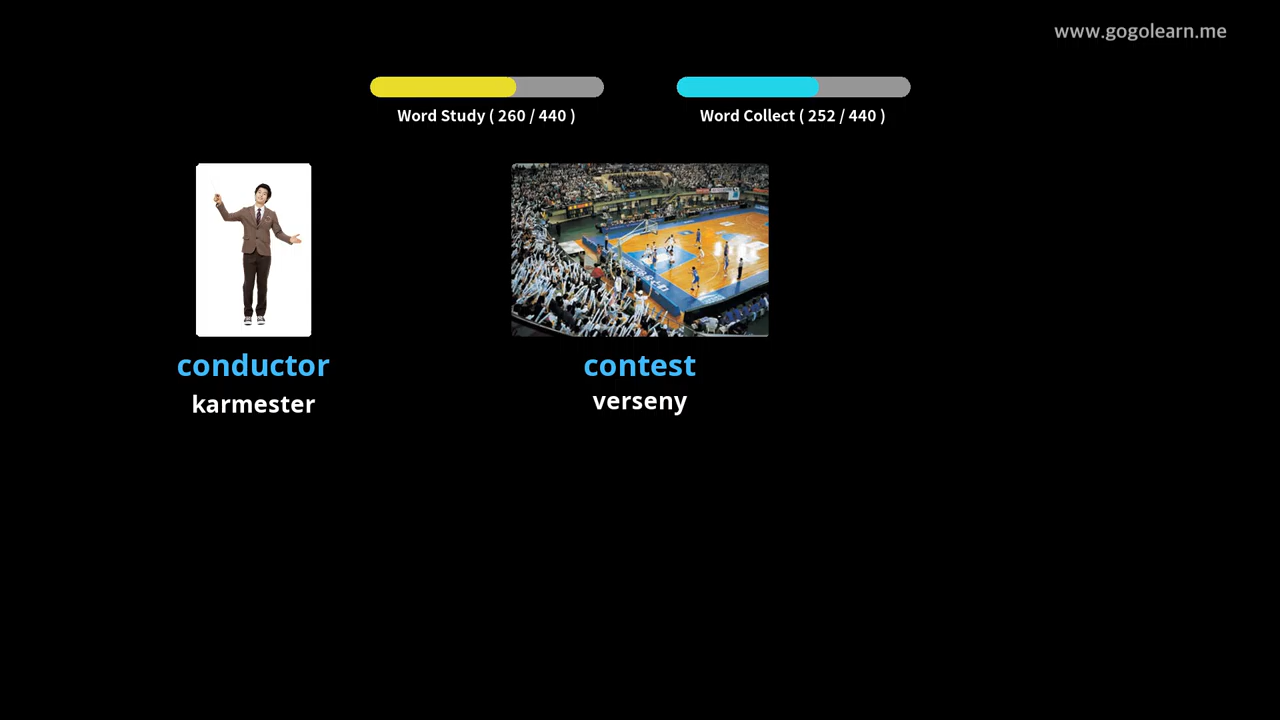 www.gogolearn.me
Word Study ( 260 / 440 )
Word Collect ( 252 / 440 )
conductor
karmester
contest
verseny